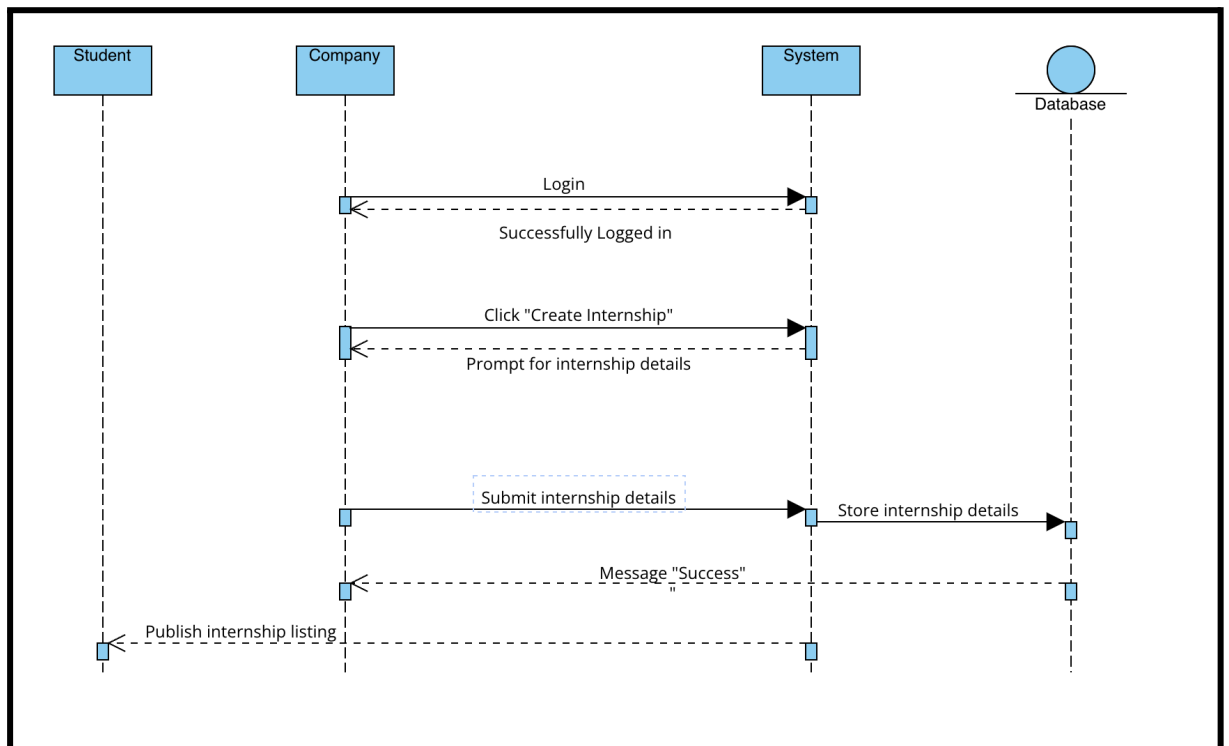 Student
Company
System
Database
Login
Successfully Logged in
Click "Create Internship"
Prompt for internship details
Submit internship details
Store internship details
Message "Success"
"
Publish internship listing